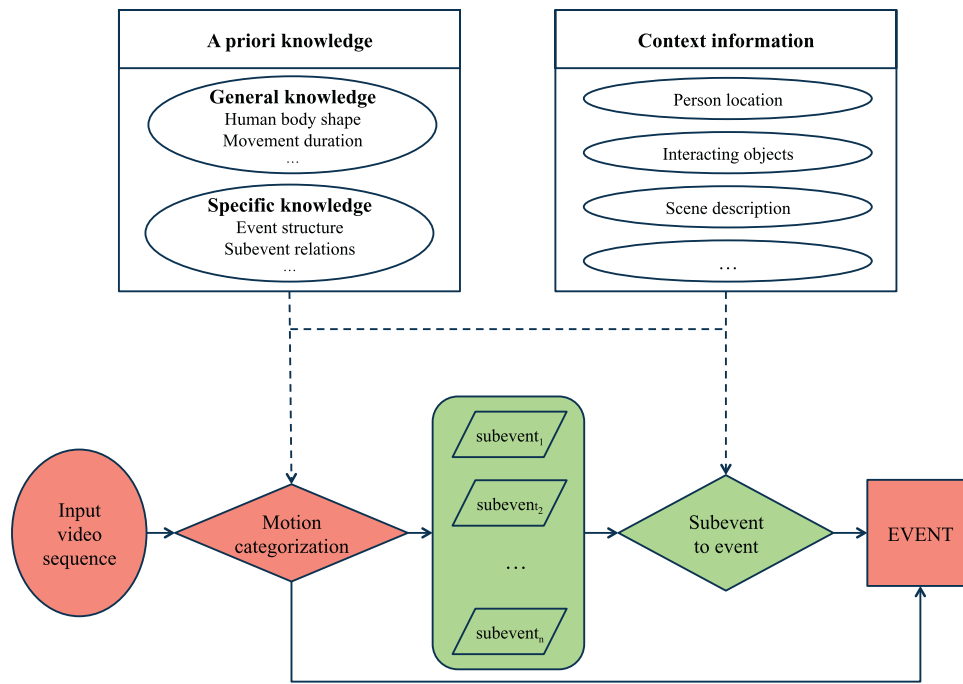 A priori knowledge
General knowledge
Human body shape
Movement duration
...
Specific knowledge
Event structure
Subevent relations
...
Context information
Person location
Interacting objects
Scene description
...
Input
video
sequence
Motion
categorization
subevent₁
subevent₂
...
subeventₙ
Subevent
to event
EVENT